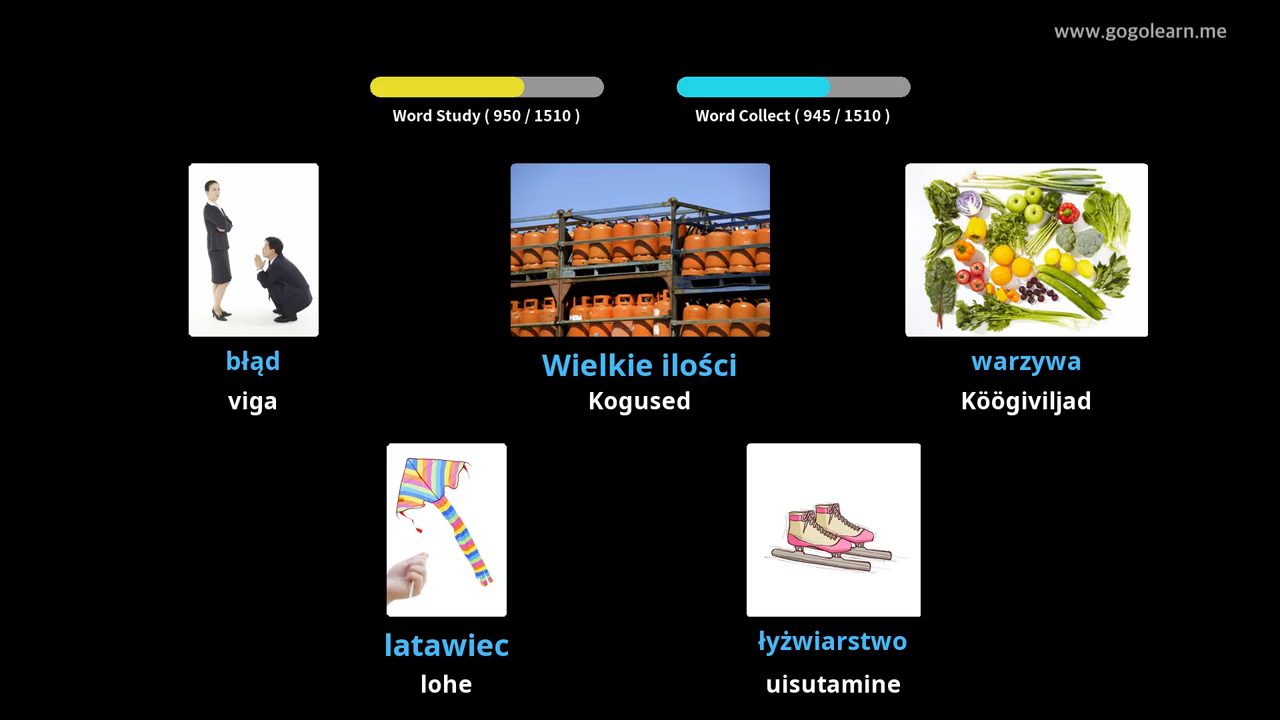 www.gogolearn.me
Word Study ( 950 / 1510 )
Word Collect ( 945 / 1510 )
błąd
viga
Wielkie ilości
Kogused
warzywa
Köögiviljad
latawiec
lohe
łyżwiarstwo
uisutamine